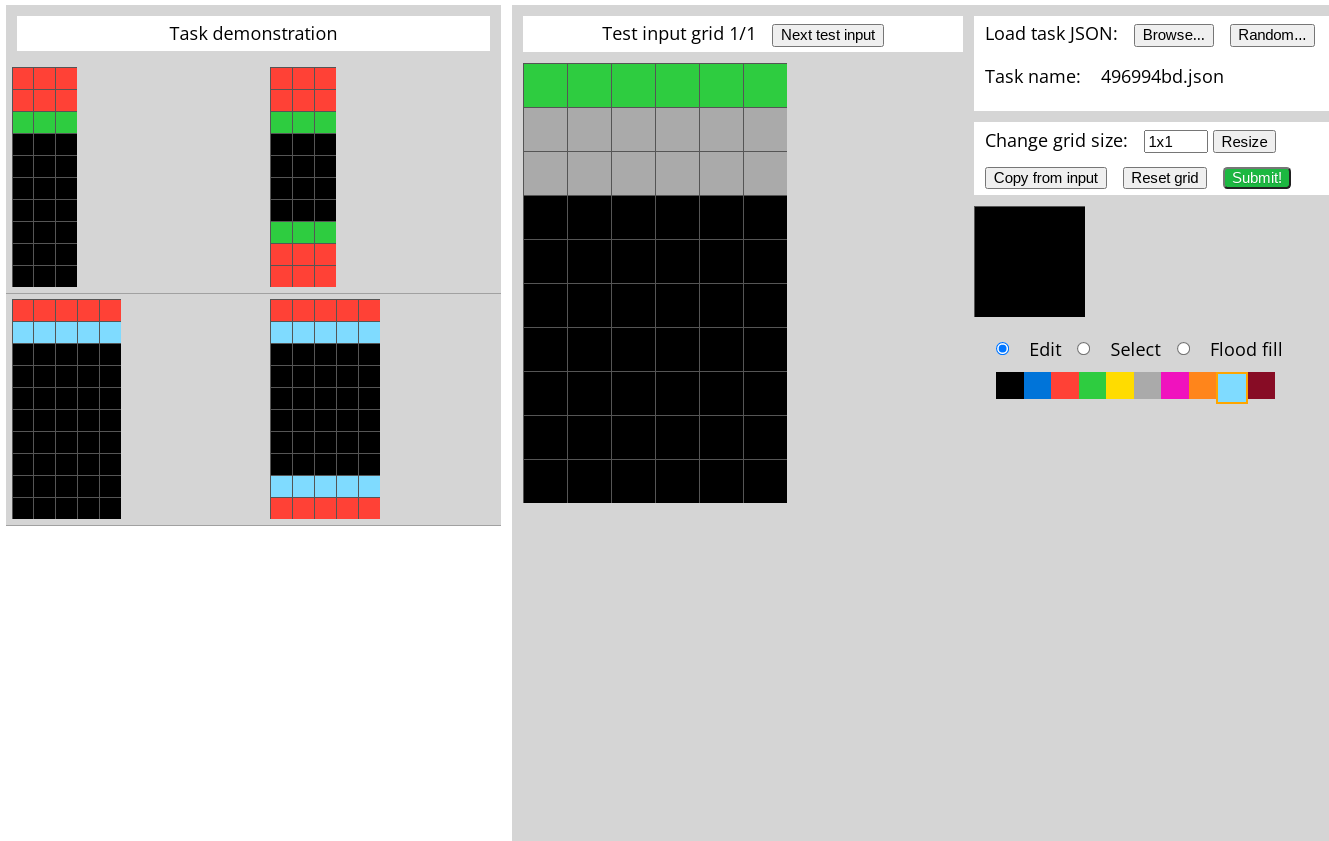 Task demonstration
Test input grid 1/1 Next test input
Load task JSON: Browse... Random...
Task name: 496994bd.json
Change grid size: 1x1 Resize
Copy from input Reset grid Submit!
Edit Select Flood fill